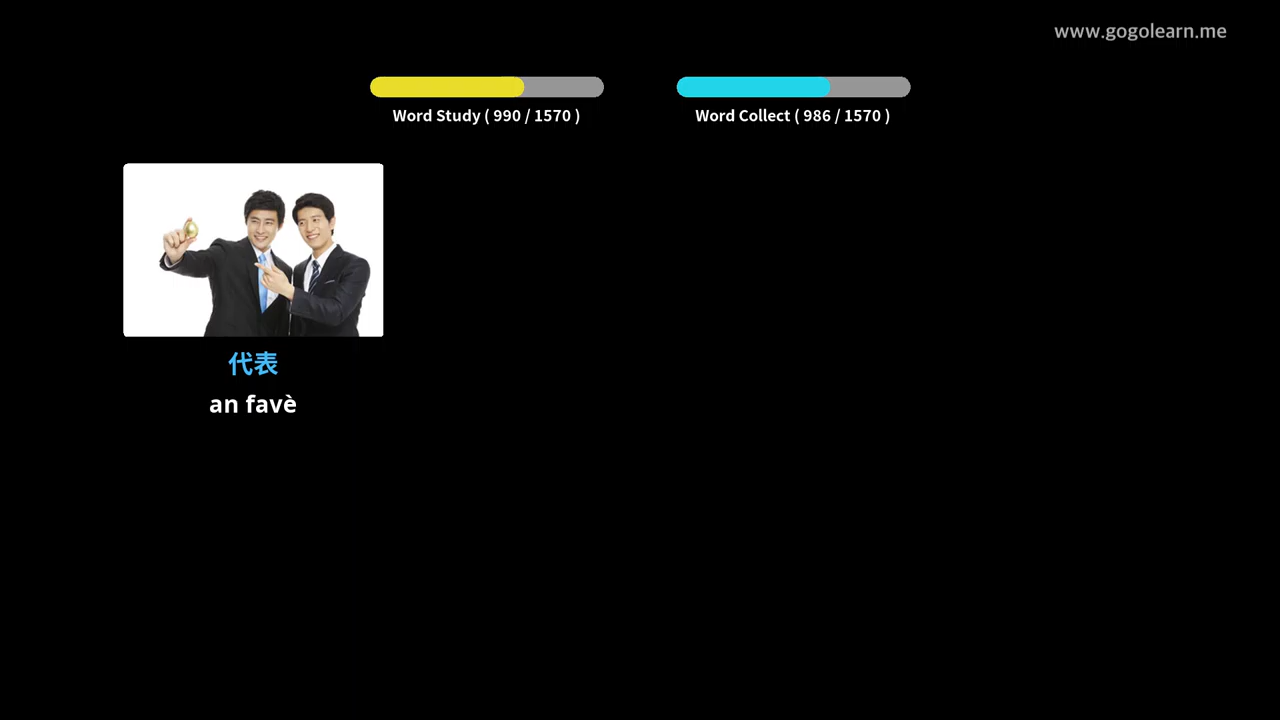 www.gogolearn.me
Word Study ( 990 / 1570 )
Word Collect ( 986 / 1570 )
代表
an favè